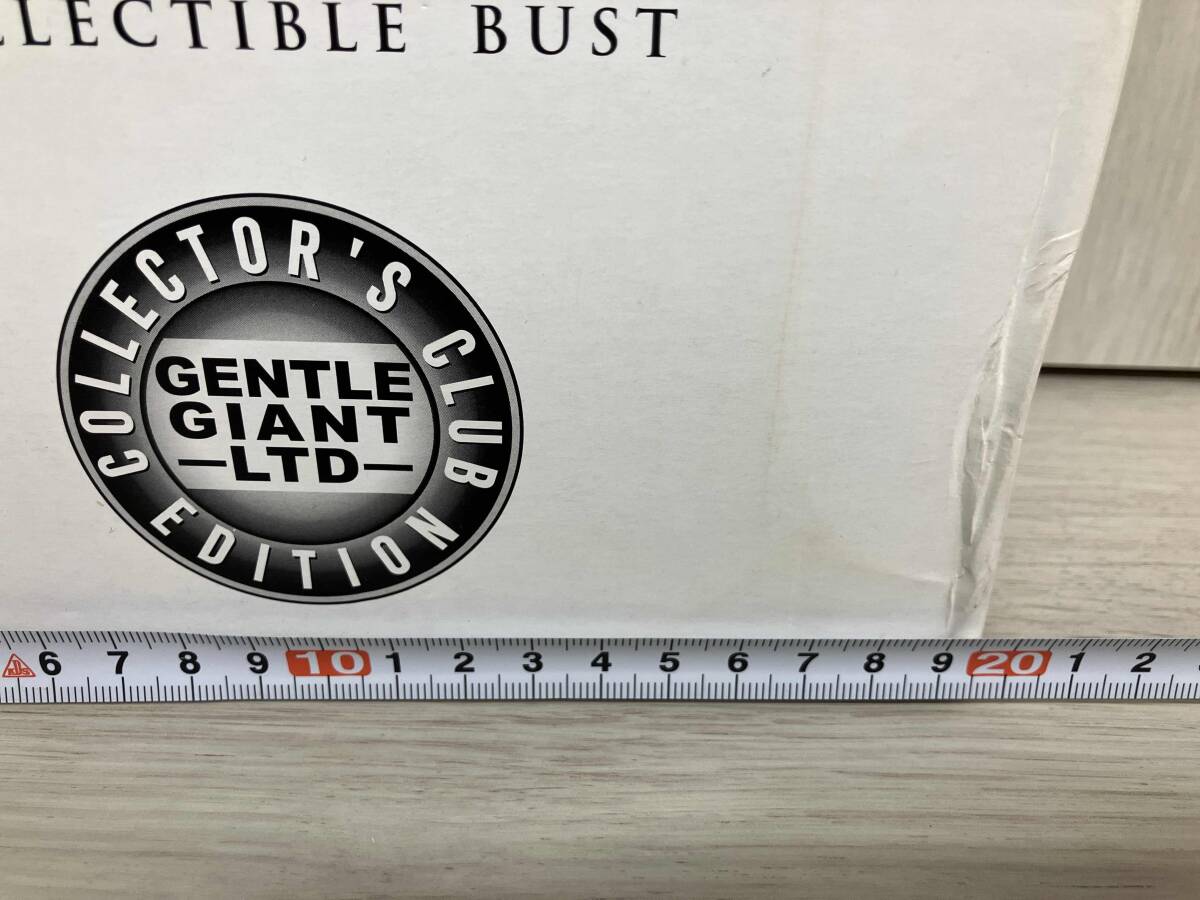 LLECTIBLE BUST
COLLECTOR'S CLUB
GENTLE
GIANT
—LTD—
EDITION
KDS 6 7 8 9 10 1 2 3 4 5 6 7 8 9 20 1 2